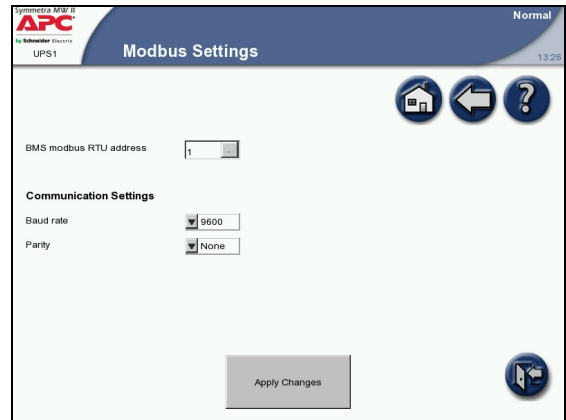 Symmetra MW II
APC
by Schneider Electric
UPS1
Modbus Settings
Normal
13:26
?
BMS modbus RTU address
1
...
Communication Settings
Baud rate
9600
Parity
None
Apply Changes